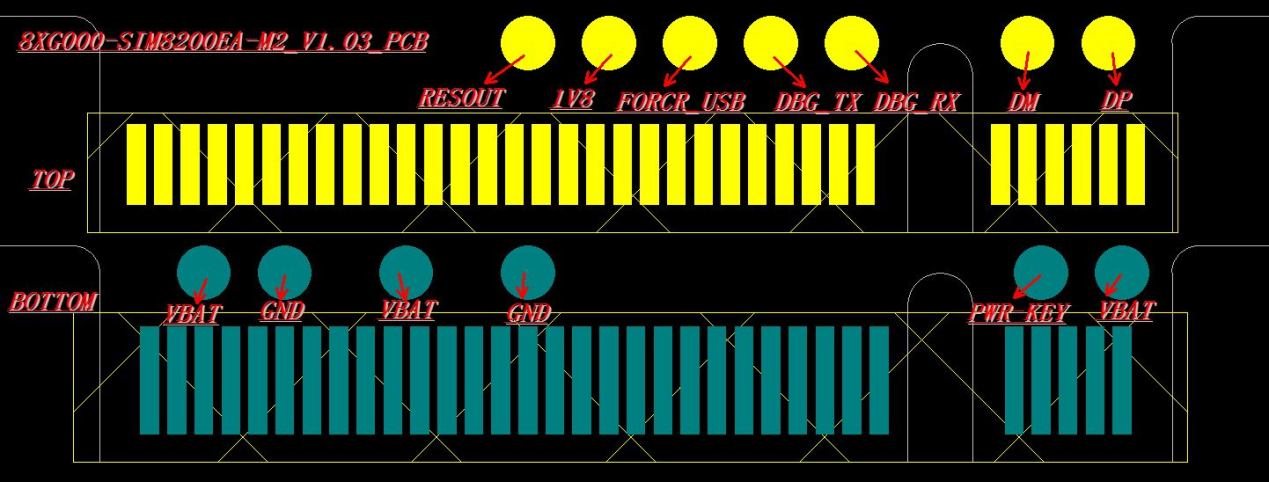 8XG000-SIM8200EA-M2_V1.03_PCB
RESOUT 1V8 FORCR_USB DBG_TX DBG_RX DM DP
TOP
BOTTOM
VBAT GND VBAT GND PWR_KEY VBAT